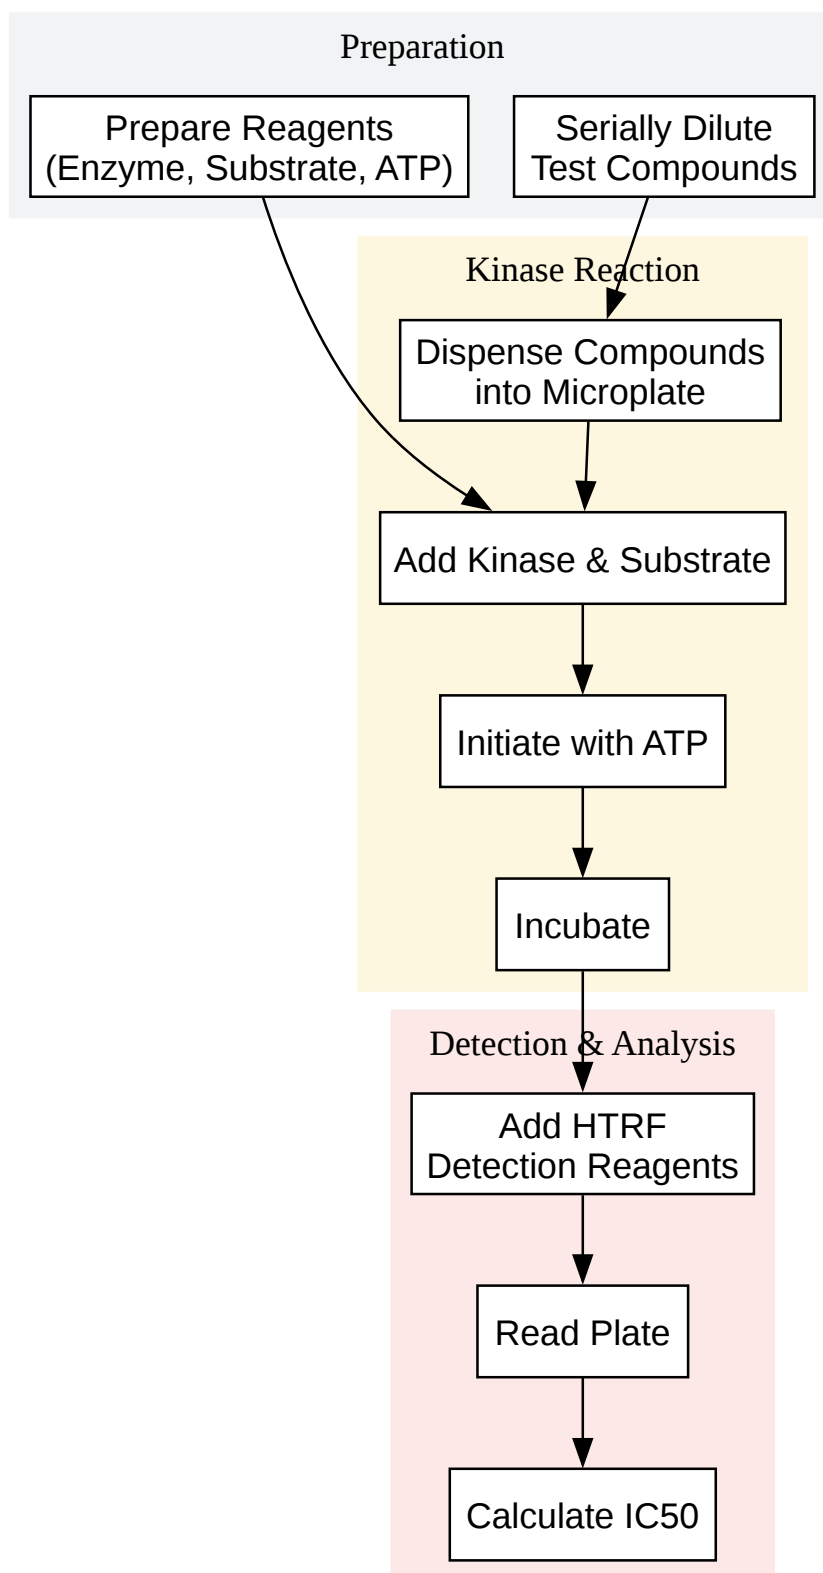 Preparation
Prepare Reagents
(Enzyme, Substrate, ATP)
Serially Dilute
Test Compounds
Kinase Reaction
Dispense Compounds
into Microplate
Add Kinase & Substrate
Initiate with ATP
Incubate
Detection & Analysis
Add HTRF
Detection Reagents
Read Plate
Calculate IC50